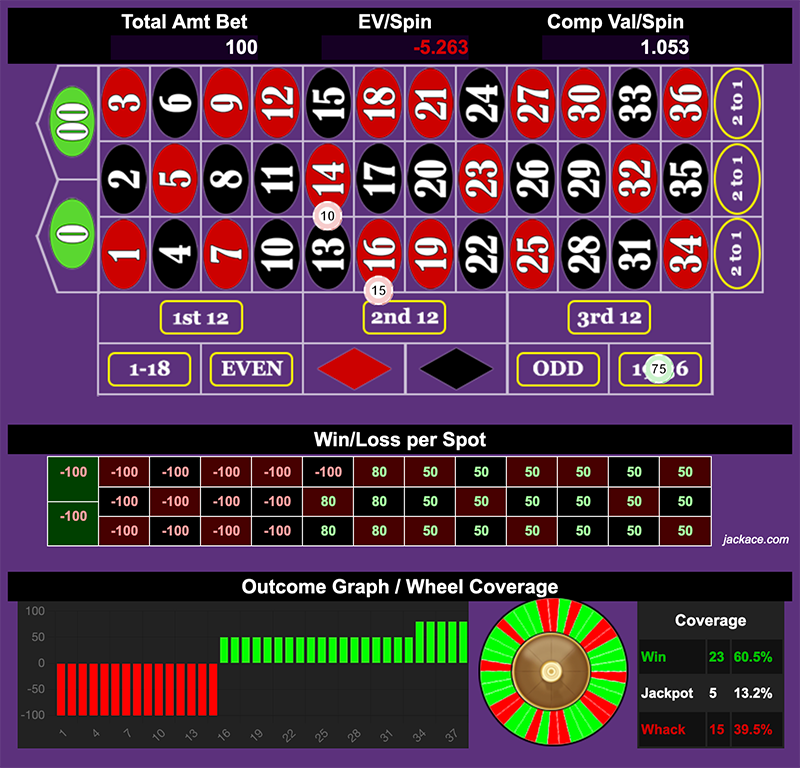 Total Amt Bet EV/Spin Comp Val/Spin
100 -5.263 1.053
00 3 6 9 12 15 18 21 24 27 30 33 36 2 to 1
2 5 8 11 14 17 20 23 26 29 32 35 2 to 1
10
0 1 4 7 10 13 16 19 22 25 28 31 34 2 to 1
15
1st 12 2nd 12 3rd 12
1-18 EVEN ODD 75
Win/Loss per Spot
-100 -100 -100 -100 -100 -100 80 50 50 50 50 50 50
-100 -100 -100 -100 80 80 50 50 50 50 50 50
-100 -100 -100 -100 -100 80 80 50 50 50 50 50 50
jackace.com
Outcome Graph / Wheel Coverage
100
50
0
-50
-100
1 4 7 10 13 16 19 22 25 28 31 34 37
Coverage
Win 23 60.5%
Jackpot 5 13.2%
Whack 15 39.5%